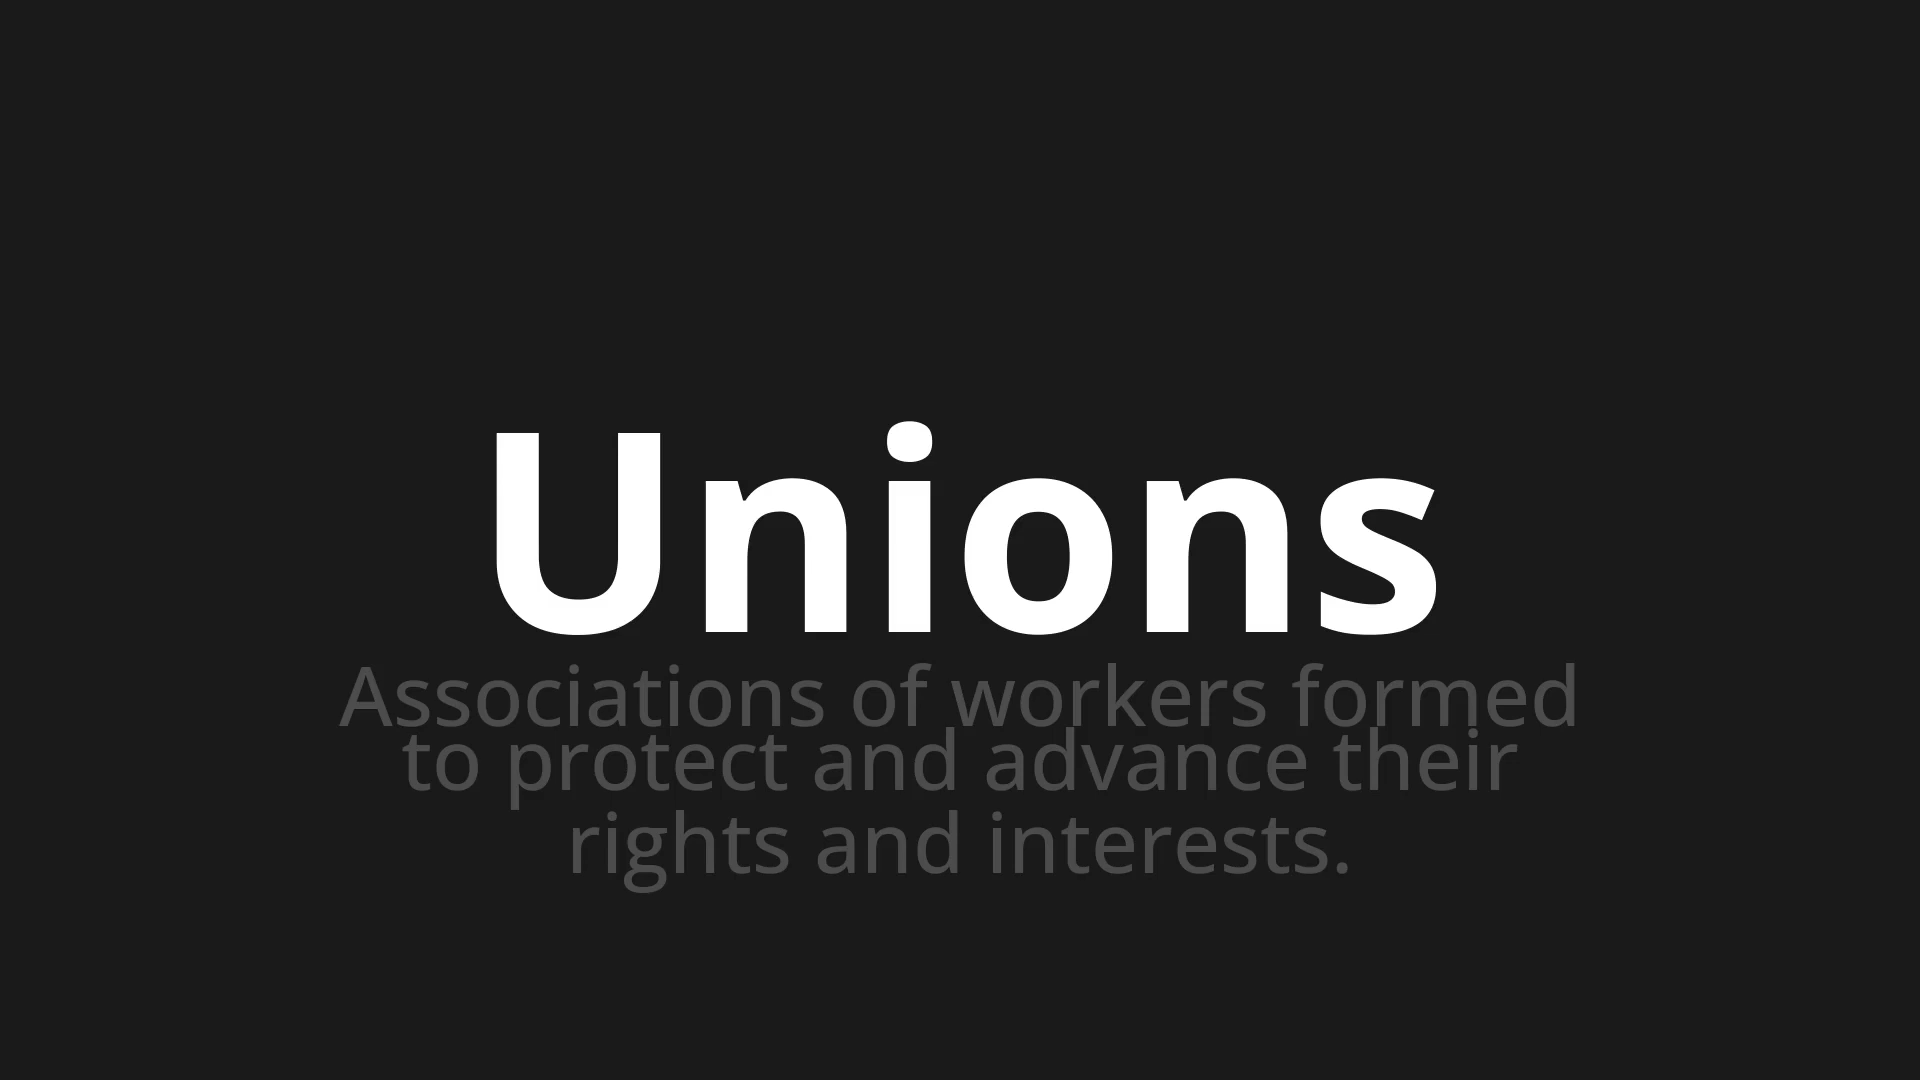 Unions
Associations of workers formed
to protect and advance their
rights and interests.